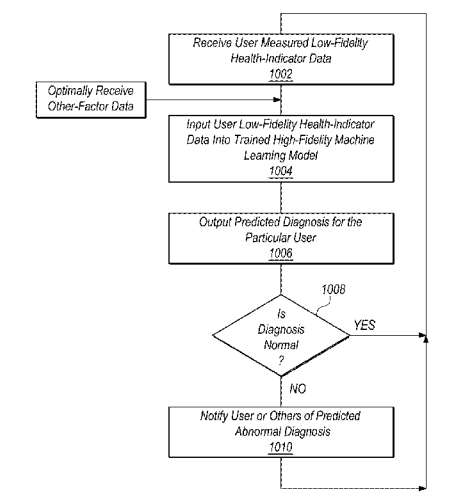 Receive User Measured Low-Fidelity
Health-Indicator Data
1002
Optimally Receive
Other-Factor Data
Input User Low-Fidelity Health-Indicator
Data Into Trained High-Fidelity Machine
Learning Model
1004
Output Predicted Diagnosis for the
Particular User
1006
1008
Is
Diagnosis
Normal
?
YES
NO
Notify User or Others of Predicted
Abnormal Diagnosis
1010